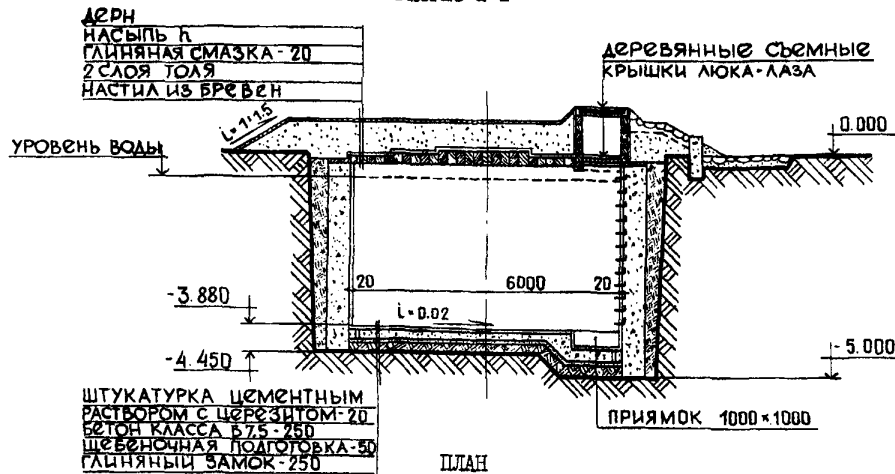 ДЕРН
НАСЫПЬ h
ГЛИНЯНАЯ СМАЗКА-20
2 СЛОЯ ТОЛЯ
НАСТИЛ ИЗ БРЕВЕН
ДЕРЕВЯННЫЕ СЪЕМНЫЕ
КРЫШКИ ЛЮКА-ЛАЗА
i=1:1.5
УРОВЕНЬ ВОДЫ
0.000
20 6000 20
-3.880
i=0.02
-4.450
-5.000
ШТУКАТУРКА ЦЕМЕНТНЫМ
РАСТВОРОМ С ЦЕРЕЗИТОМ-20
БЕТОН КЛАССА В7.5-250
ЩЕБЕНОЧНАЯ ПОДГОТОВКА-50
ГЛИНЯНЫЙ ЗАМОК-250
ПРИЯМОК 1000×1000
ПЛАН